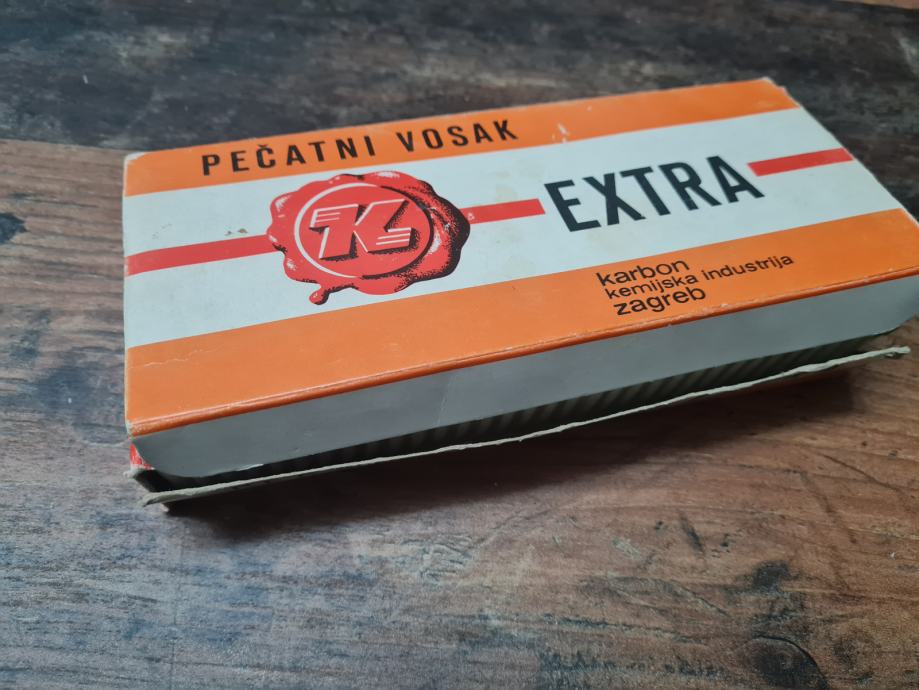 PEČATNI VOSAK
K
EXTRA
karbon
kemijska industrija
zagreb